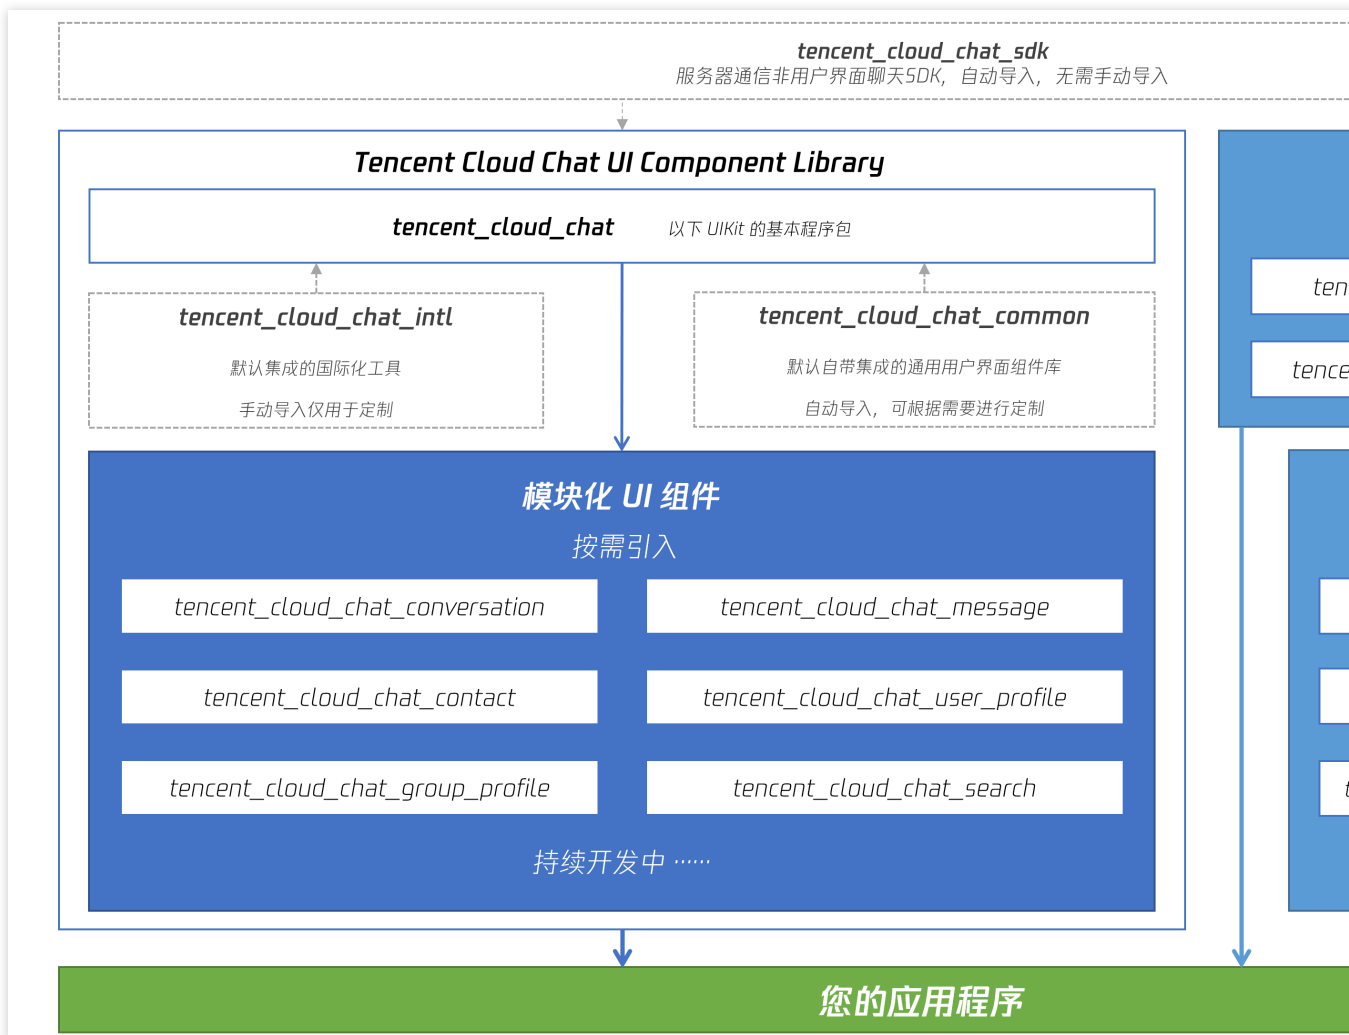 tencent_cloud_chat_sdk
服务器通信非用户界面聊天SDK，自动导入，无需手动导入
Tencent Cloud Chat UI Component Library
tencent_cloud_chat 以下 UIKit 的基本程序包
tencent_cloud_chat_intl
默认集成的国际化工具
手动导入仅用于定制
tencent_cloud_chat_common
默认自带集成的通用用户界面组件库
自动导入，可根据需要进行定制
模块化 UI 组件
按需引入
tencent_cloud_chat_conversation
tencent_cloud_chat_message
tencent_cloud_chat_contact
tencent_cloud_chat_user_profile
tencent_cloud_chat_group_profile
tencent_cloud_chat_search
持续开发中 ······
ten
tence
您的应用程序